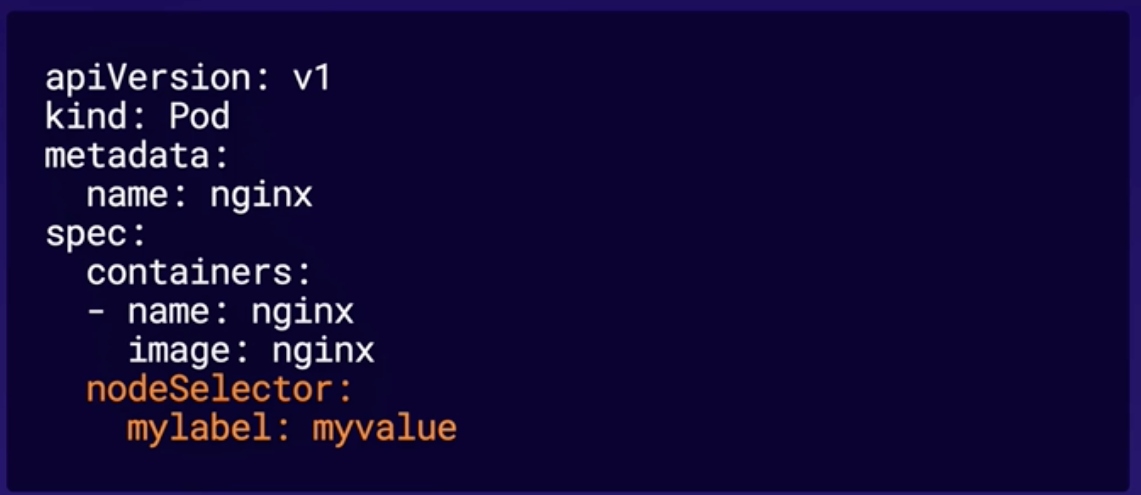 apiVersion: v1
kind: Pod
metadata:
  name: nginx
spec:
  containers:
  - name: nginx
    image: nginx
  nodeSelector:
    mylabel: myvalue